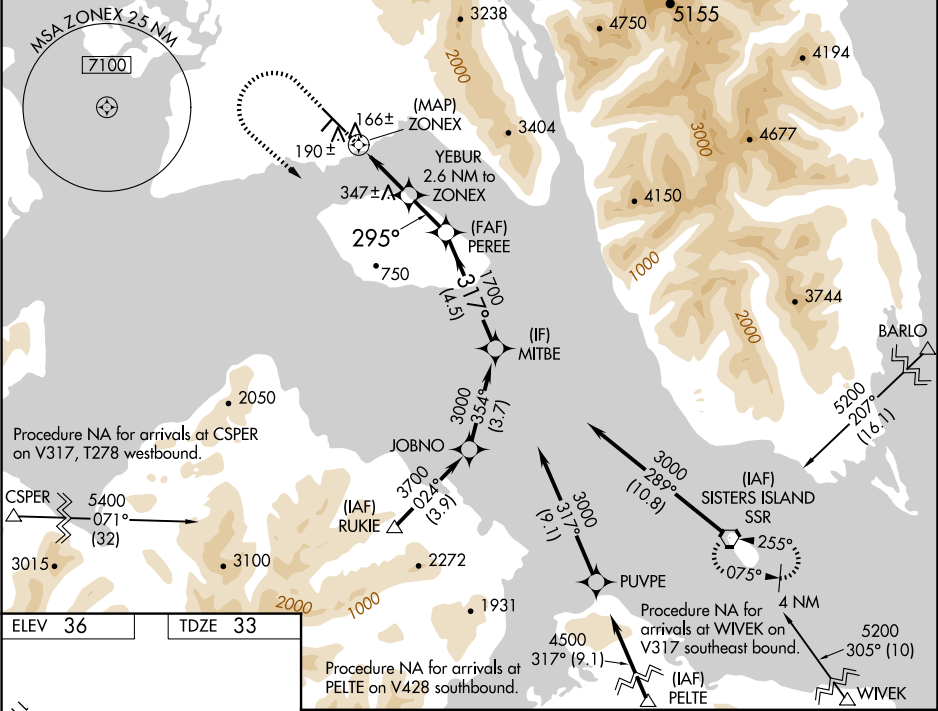 MSA ZONEX 25 NM
7100
3238
4750
5155
4194
2000
3404
3000
4677
4150
1000
3744
2000
(MAP)
ZONEX
166±
190±
YEBUR
2.6 NM to
ZONEX
347±
295°
(FAF)
PEREE
750
1700
317°
(4.5)
(IF)
MITBE
BARLO
5200
207°
(16.1)
2050
3000
354°
(3.7)
Procedure NA for arrivals at CSPER
on V317, T278 westbound.
JOBNO
3700
024°
(3.9)
(IAF)
RUKIE
CSPER
5400
071°
(32)
3015
3100
2272
2000
1000
1931
3000
317°
(9.1)
3000
289°
(10.8)
(IAF)
SISTERS ISLAND
SSR
255°
075°
4 NM
PUVPE
Procedure NA for
arrivals at WIVEK on
V317 southeast bound.
4500
317° (9.1)
(IAF)
PELTE
5200
305° (10)
WIVEK
Procedure NA for arrivals at
PELTE on V428 southbound.
ELEV 36
TDZE 33